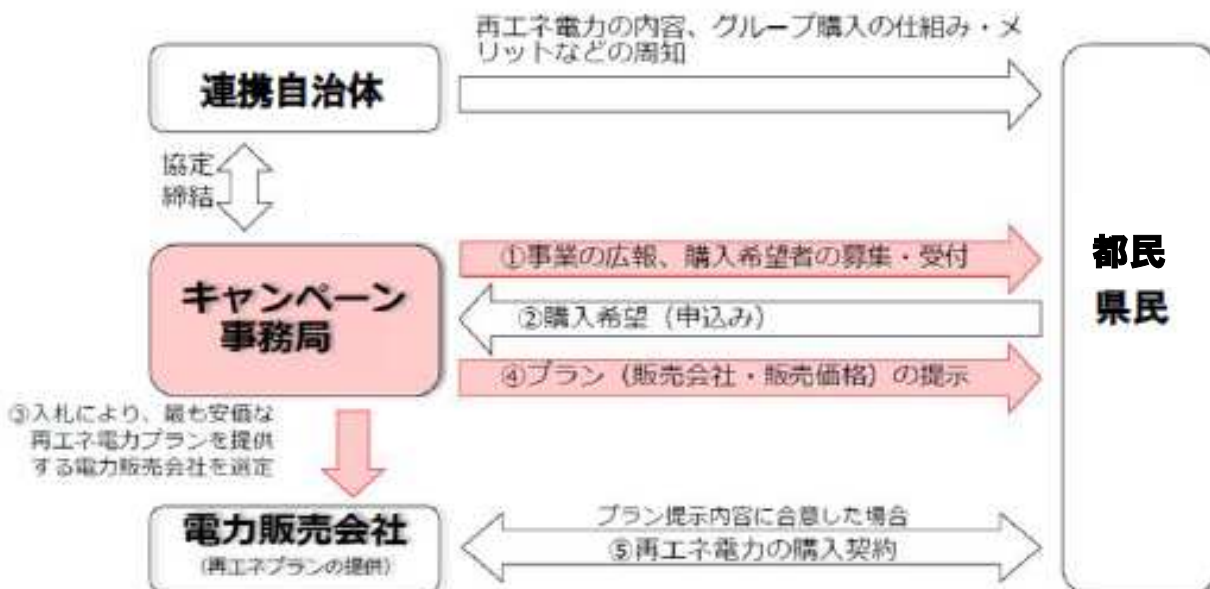 再エネ電力の内容、グループ購入の仕組み・メ
リットなどの周知
連携自治体
協定
締結
①事業の広報、購入希望者の募集・受付
都民
県民
キャンペーン
事務局
②購入希望（申込み）
④プラン（販売会社・販売価格）の提示
③入札により、最も安価な
再エネ電力プランを提供
する電力販売会社を選定
電力販売会社
（再エネプランの提供）
プラン提示内容に合意した場合
⑤再エネ電力の購入契約